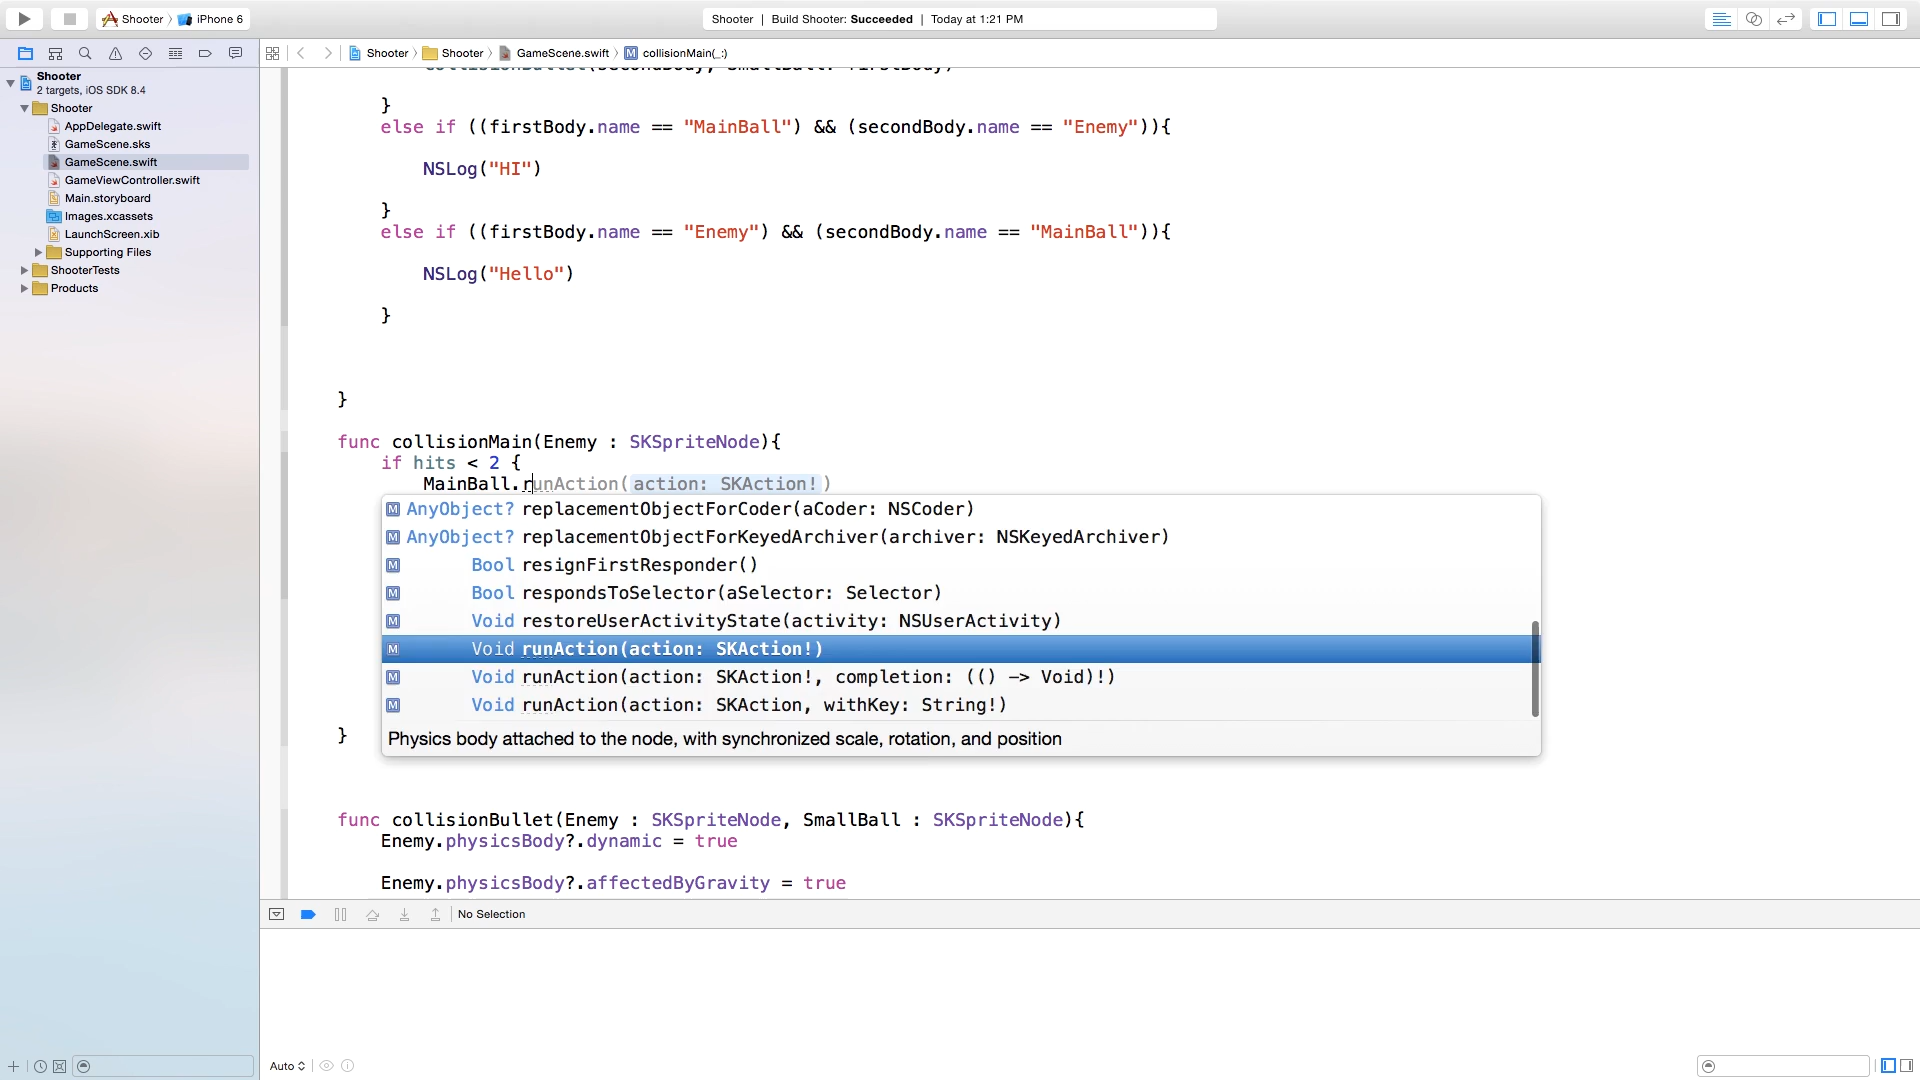 Shooter iPhone 6
Shooter | Build Shooter: Succeeded | Today at 1:21 PM
Shooter Shooter GameScene.swift M collisionMain(_:)
Shooter
2 targets, iOS SDK 8.4
Shooter
AppDelegate.swift
GameScene.sks
GameScene.swift
GameViewController.swift
Main.storyboard
Images.xcassets
LaunchScreen.xib
Supporting Files
ShooterTests
Products
}
else if ((firstBody.name == "MainBall") && (secondBody.name == "Enemy")){
NSLog("HI")
}
else if ((firstBody.name == "Enemy") && (secondBody.name == "MainBall")){
NSLog("Hello")
}
}
func collisionMain(Enemy : SKSpriteNode){
if hits < 2 {
MainBall.runAction(action: SKAction!)
M AnyObject? replacementObjectForCoder(aCoder: NSCoder)
M AnyObject? replacementObjectForKeyedArchiver(archiver: NSKeyedArchiver)
M Bool resignFirstResponder()
M Bool respondsToSelector(aSelector: Selector)
M Void restoreUserActivityState(activity: NSUserActivity)
M Void runAction(action: SKAction!)
M Void runAction(action: SKAction!, completion: (() -> Void)!)
M Void runAction(action: SKAction, withKey: String!)
Physics body attached to the node, with synchronized scale, rotation, and position
}
func collisionBullet(Enemy : SKSpriteNode, SmallBall : SKSpriteNode){
Enemy.physicsBody?.dynamic = true
Enemy.physicsBody?.affectedByGravity = true
No Selection
Auto